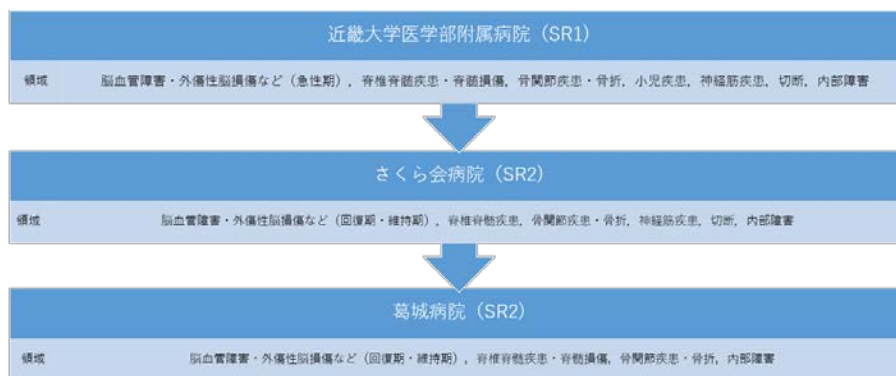 近畿大学医学部附属病院（SR1）
領域　脳血管障害・外傷性脳損傷など（急性期），脊椎脊髄疾患・脊髄損傷，骨関節疾患・骨折，小児疾患，神経筋疾患，切断，内部障害
さくら会病院（SR2）
領域　脳血管障害・外傷性脳損傷など（回復期・維持期），脊椎脊髄疾患，骨関節疾患・骨折，神経筋疾患，切断，内部障害
葛城病院（SR2）
領域　脳血管障害・外傷性脳損傷など（回復期・維持期），脊椎脊髄疾患・脊髄損傷，骨関節疾患・骨折，内部障害